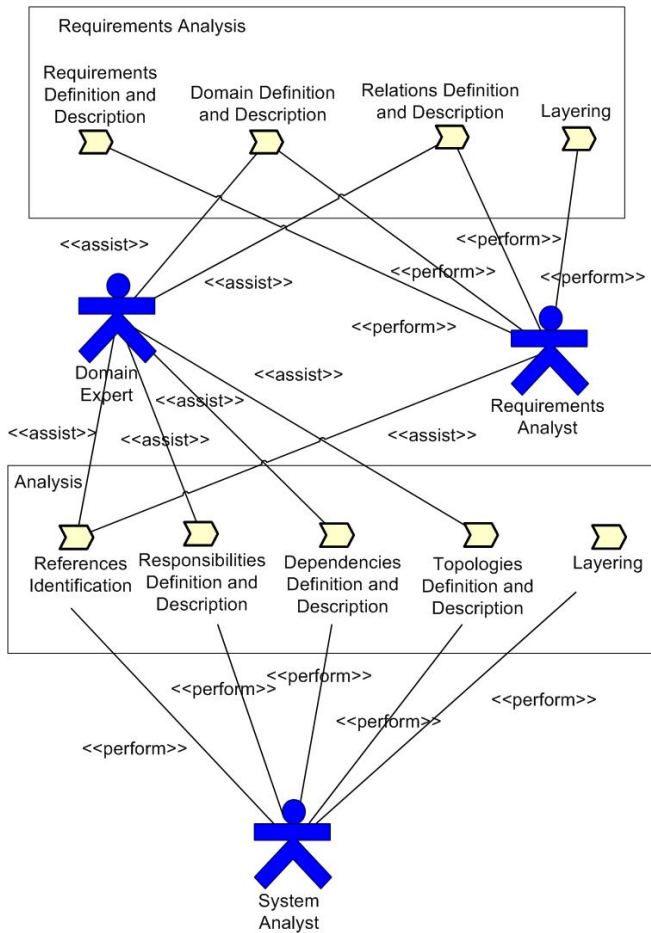 Requirements Analysis
Requirements
Definition and
Description
Domain Definition
and Description
Relations Definition
and Description
Layering
<<assist>>
<<assist>>
<<perform>>
<<perform>>
<<perform>>
<<perform>>
Domain
Expert
Requirements
Analyst
<<assist>>
<<assist>>
<<assist>>
<<assist>>
<<assist>>
Analysis
References
Identification
Responsibilities
Definition and
Description
Dependencies
Definition and
Description
Topologies
Definition and
Description
Layering
<<perform>>
<<perform>>
<<perform>>
<<perform>>
<<perform>>
System
Analyst